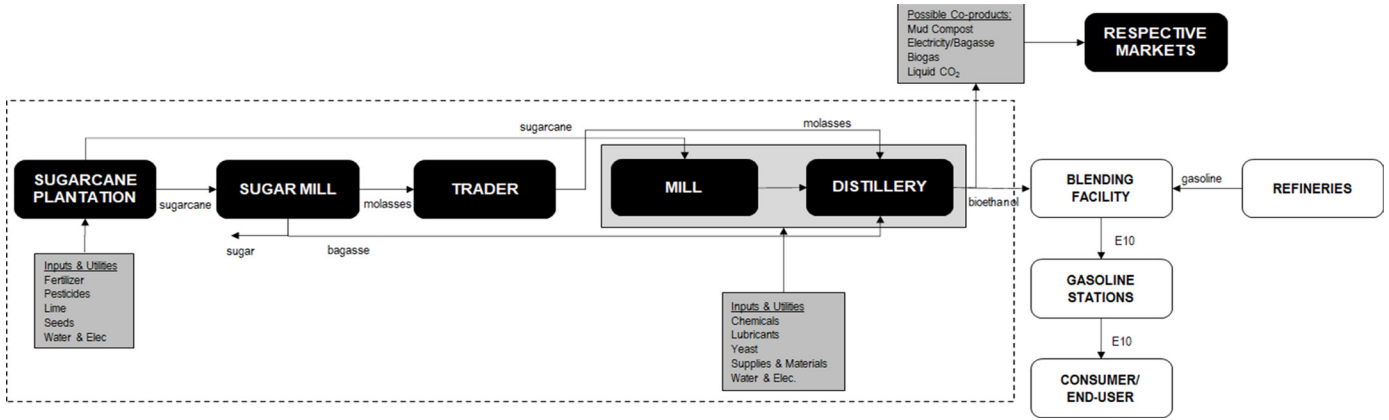 Possible Co-products:
Mud Compost
Electricity/Bagasse
Biogas
Liquid CO₂
RESPECTIVE
MARKETS
sugarcane
molasses
SUGARCANE
PLANTATION
sugarcane
SUGAR MILL
molasses
TRADER
MILL
DISTILLERY
bioethanol
BLENDING
FACILITY
gasoline
REFINERIES
sugar
bagasse
E10
Inputs & Utilities
Fertilizer
Pesticides
Lime
Seeds
Water & Elec
Inputs & Utilities
Chemicals
Lubricants
Yeast
Supplies & Materials
Water & Elec.
GASOLINE
STATIONS
E10
CONSUMER/
END-USER